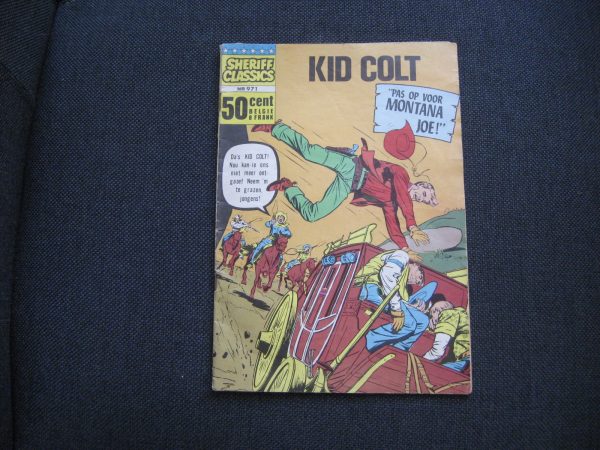 SHERIFF
CLASSICS
NR 971
50 cent
BELGIE
8 FRANK
KID COLT
"PAS OP VOOR
MONTANA
JOE!"
Da's KID COLT!
Nou kan-ie ons
niet meer ont-
gaan! Neem 'm
te grazen,
jongens!